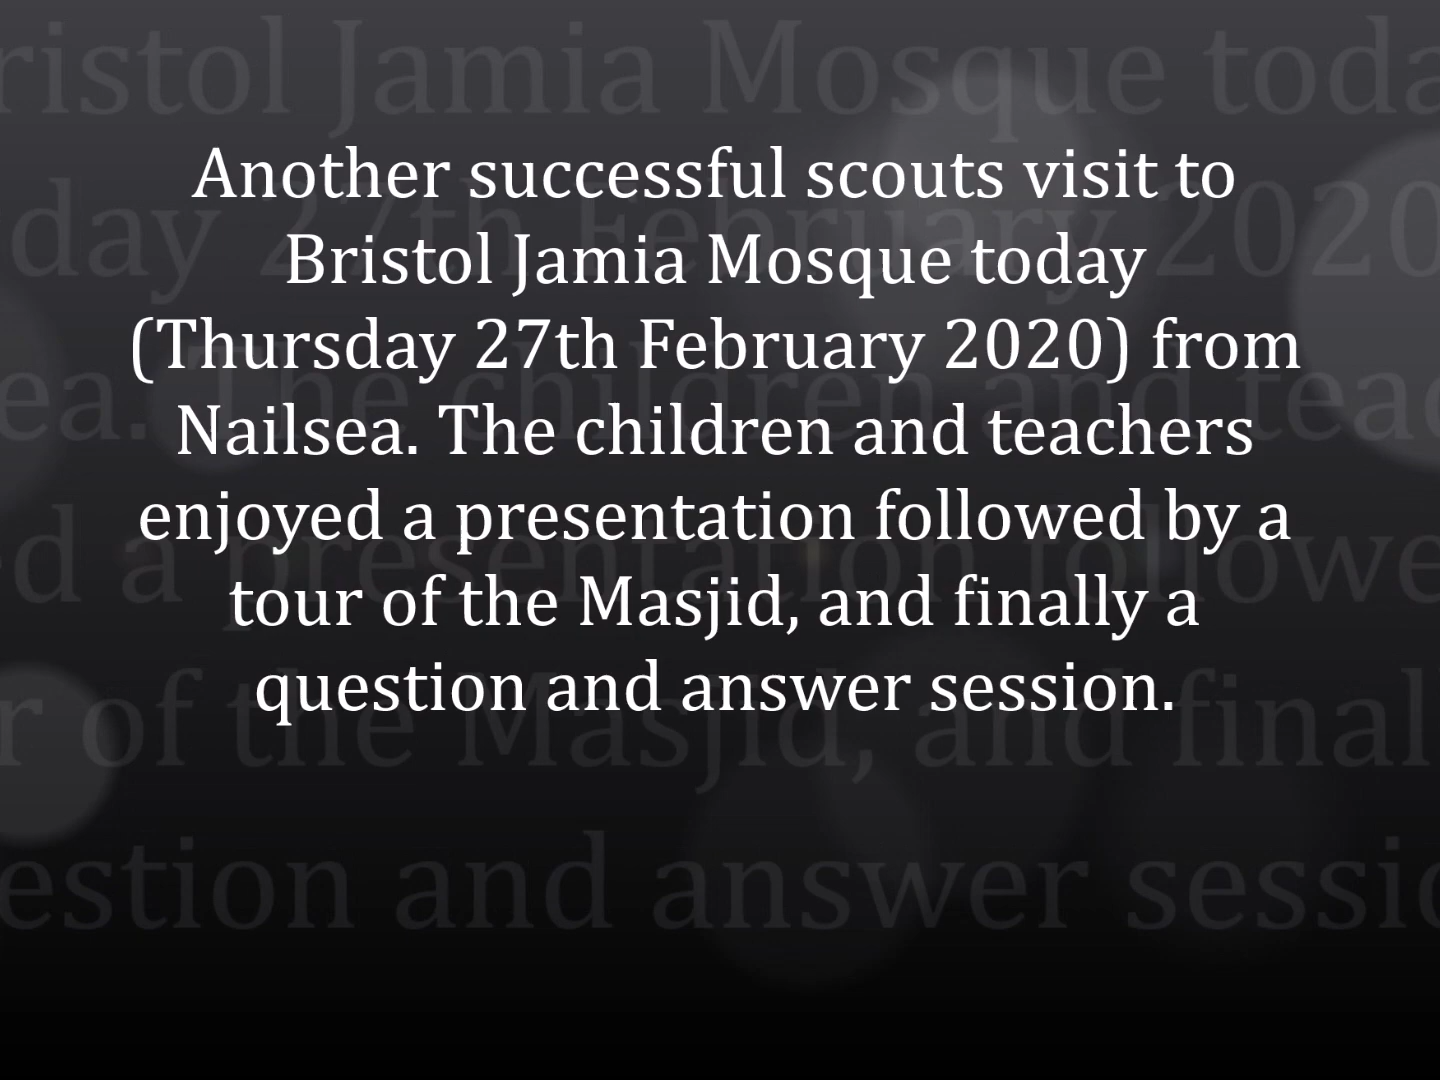 Another successful scouts visit to
Bristol Jamia Mosque today
(Thursday 27th February 2020) from
Nailsea. The children and teachers
enjoyed a presentation followed by a
tour of the Masjid, and finally a
question and answer session.